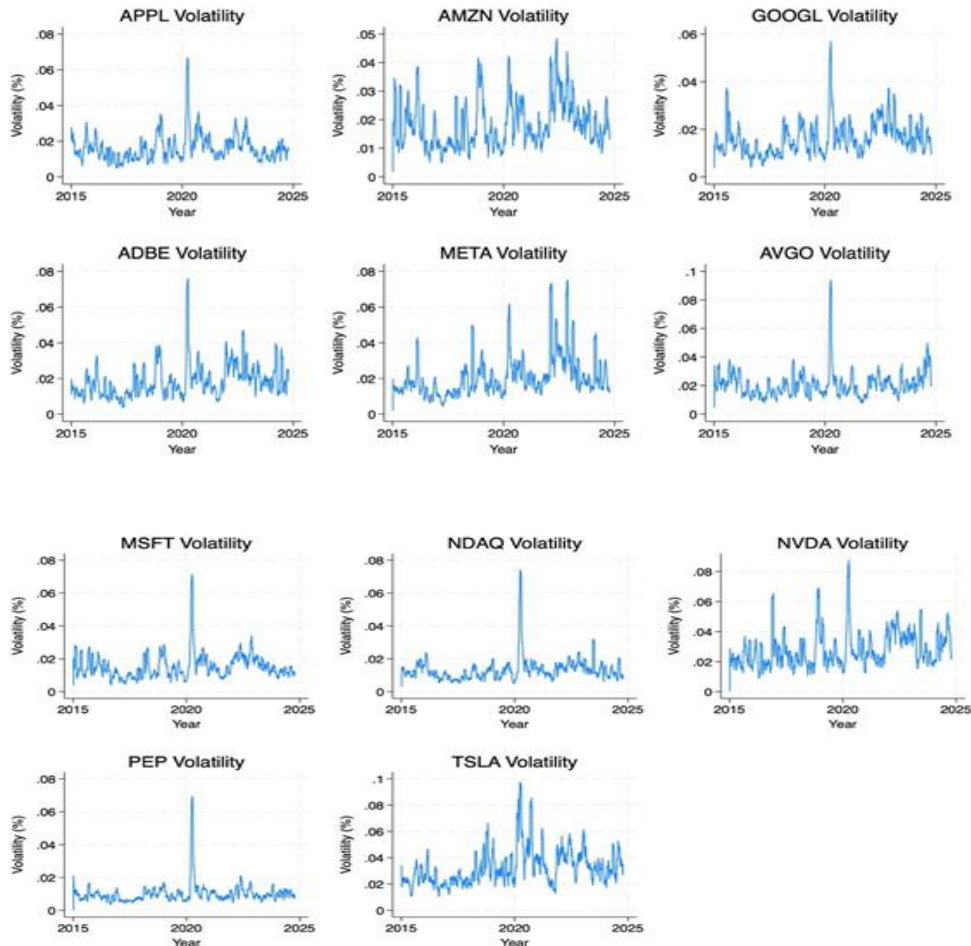 APPL Volatility
Volatility (%)
.08
.06
.04
.02
0
2015 2020 2025
Year
AMZN Volatility
Volatility (%)
.05
.04
.03
.02
.01
0
2015 2020 2025
Year
GOOGL Volatility
Volatility (%)
.06
.04
.02
0
2015 2020 2025
Year
ADBE Volatility
Volatility (%)
.08
.06
.04
.02
0
2015 2020 2025
Year
META Volatility
Volatility (%)
.08
.06
.04
.02
0
2015 2020 2025
Year
AVGO Volatility
Volatility (%)
.1
.08
.06
.04
.02
0
2015 2020 2025
Year
MSFT Volatility
Volatility (%)
.08
.06
.04
.02
0
2015 2020 2025
Year
NDAQ Volatility
Volatility (%)
.08
.06
.04
.02
0
2015 2020 2025
Year
NVDA Volatility
Volatility (%)
.08
.06
.04
.02
0
2015 2020 2025
Year
PEP Volatility
Volatility (%)
.08
.06
.04
.02
0
2015 2020 2025
Year
TSLA Volatility
Volatility (%)
.1
.08
.06
.04
.02
0
2015 2020 2025
Year